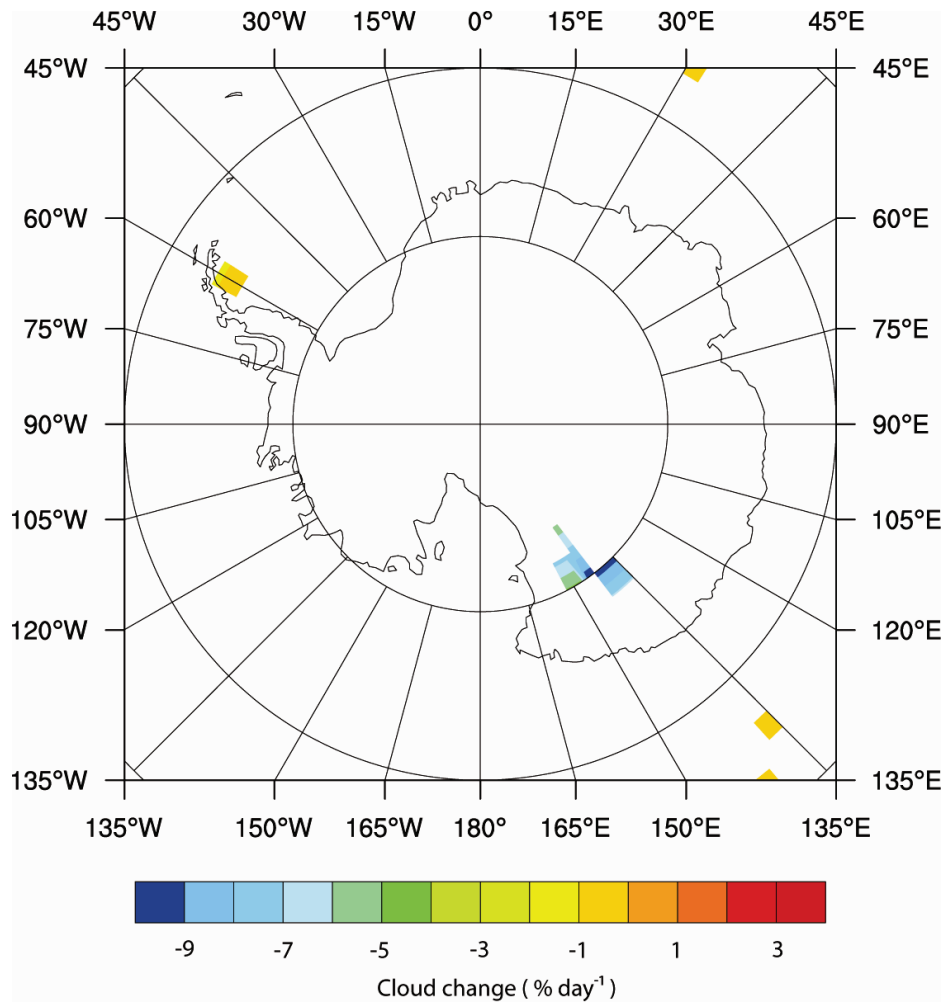 45°W 30°W 15°W 0° 15°E 30°E 45°E
45°W 45°E
60°W 60°E
75°W 75°E
90°W 90°E
105°W 105°E
120°W 120°E
135°W 135°E
135°W 150°W 165°W 180° 165°E 150°E 135°E
-9 -7 -5 -3 -1 1 3
Cloud change ( % day⁻¹ )